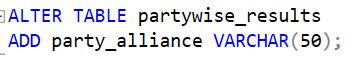 ALTER TABLE partywise_results
ADD party_alliance VARCHAR(50);